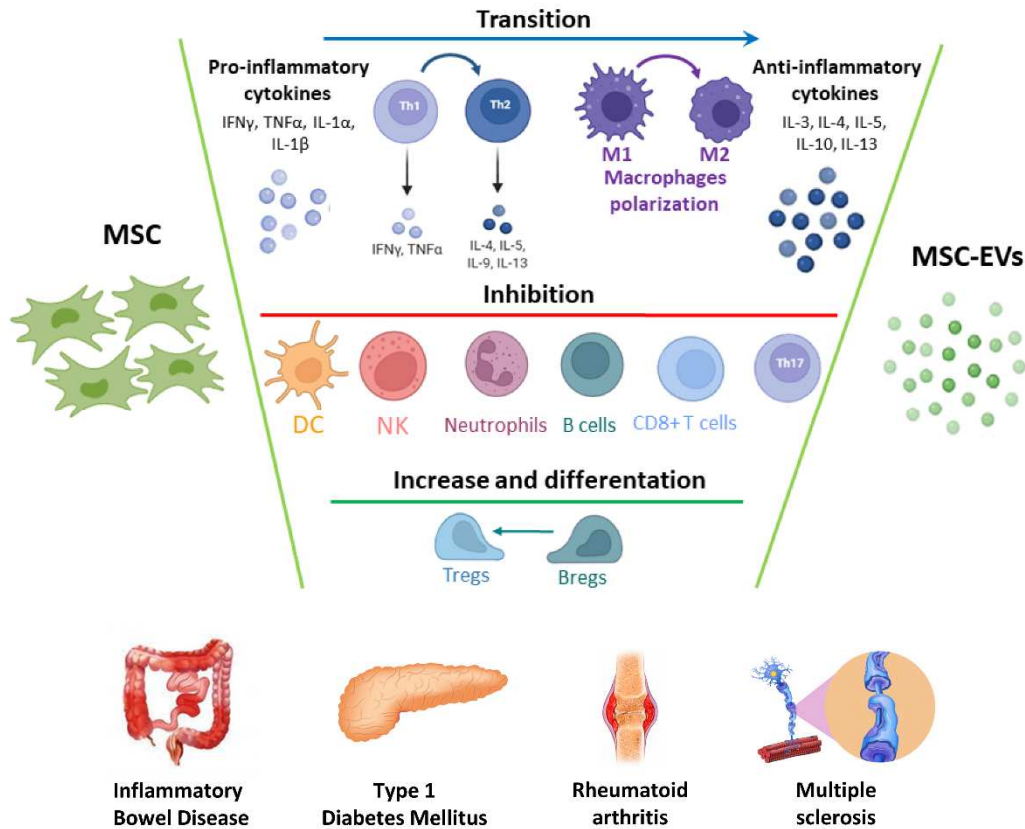 Transition
Pro-inflammatory
cytokines
IFNγ, TNFα, IL-1α,
IL-1β
Th1
Th2
IFNγ, TNFα
IL-4, IL-5,
IL-9, IL-13
M1
M2
Macrophages
polarization
Anti-inflammatory
cytokines
IL-3, IL-4, IL-5,
IL-10, IL-13
MSC
MSC-EVs
Inhibition
DC
NK
Neutrophils
B cells
CD8+ T cells
Th17
Increase and differentation
Tregs
Bregs
Inflammatory
Bowel Disease
Type 1
Diabetes Mellitus
Rheumatoid
arthritis
Multiple
sclerosis